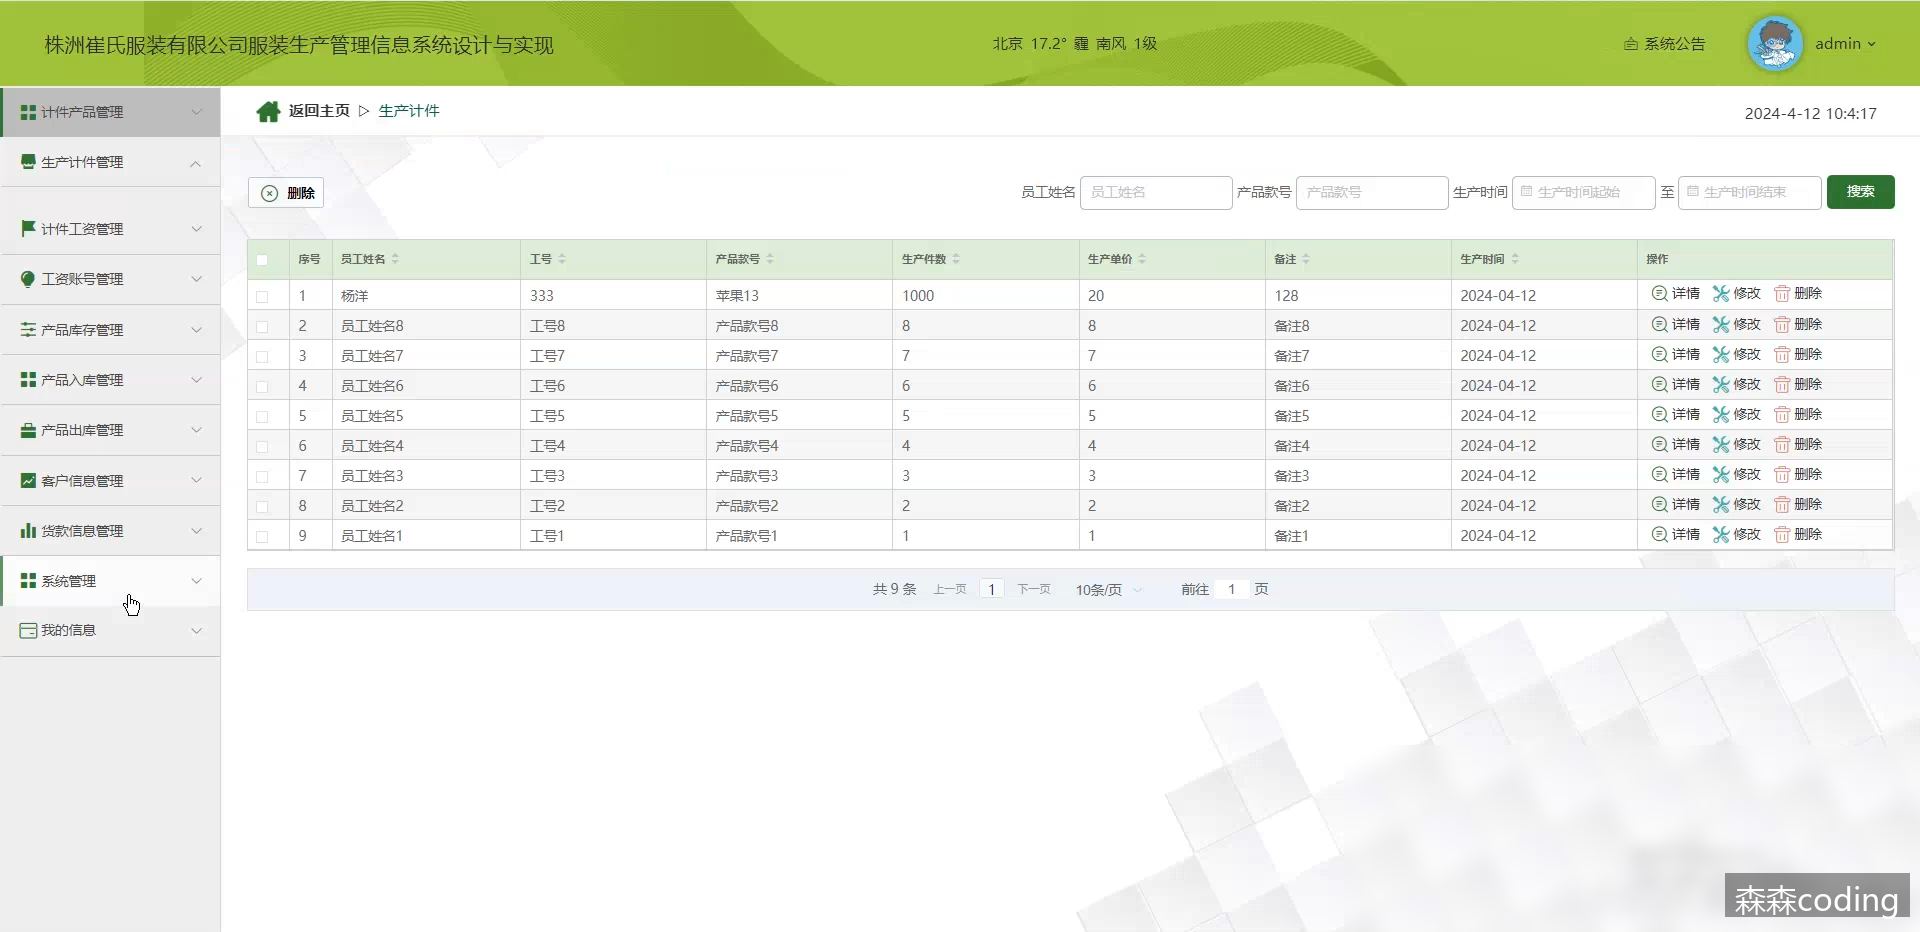 株洲崔氏服装有限公司服装生产管理信息系统设计与实现
北京 17.2° 霾 南风 1级
系统公告
admin
计件产品管理
生产计件管理
计件工资管理
工资账号管理
产品库存管理
产品入库管理
产品出库管理
客户信息管理
货款信息管理
系统管理
我的信息
返回主页 ▷ 生产计件
2024-4-12 10:4:17
删除
员工姓名 员工姓名 产品款号 产品款号 生产时间 生产时间起始 至 生产时间结束 搜索
序号 员工姓名 工号 产品款号 生产件数 生产单价 备注 生产时间 操作
1 杨洋 333 苹果13 1000 20 128 2024-04-12 详情 修改 删除
2 员工姓名8 工号8 产品款号8 8 8 备注8 2024-04-12 详情 修改 删除
3 员工姓名7 工号7 产品款号7 7 7 备注7 2024-04-12 详情 修改 删除
4 员工姓名6 工号6 产品款号6 6 6 备注6 2024-04-12 详情 修改 删除
5 员工姓名5 工号5 产品款号5 5 5 备注5 2024-04-12 详情 修改 删除
6 员工姓名4 工号4 产品款号4 4 4 备注4 2024-04-12 详情 修改 删除
7 员工姓名3 工号3 产品款号3 3 3 备注3 2024-04-12 详情 修改 删除
8 员工姓名2 工号2 产品款号2 2 2 备注2 2024-04-12 详情 修改 删除
9 员工姓名1 工号1 产品款号1 1 1 备注1 2024-04-12 详情 修改 删除
共 9 条 上一页 1 下一页 10条/页 前往 1 页
森森coding